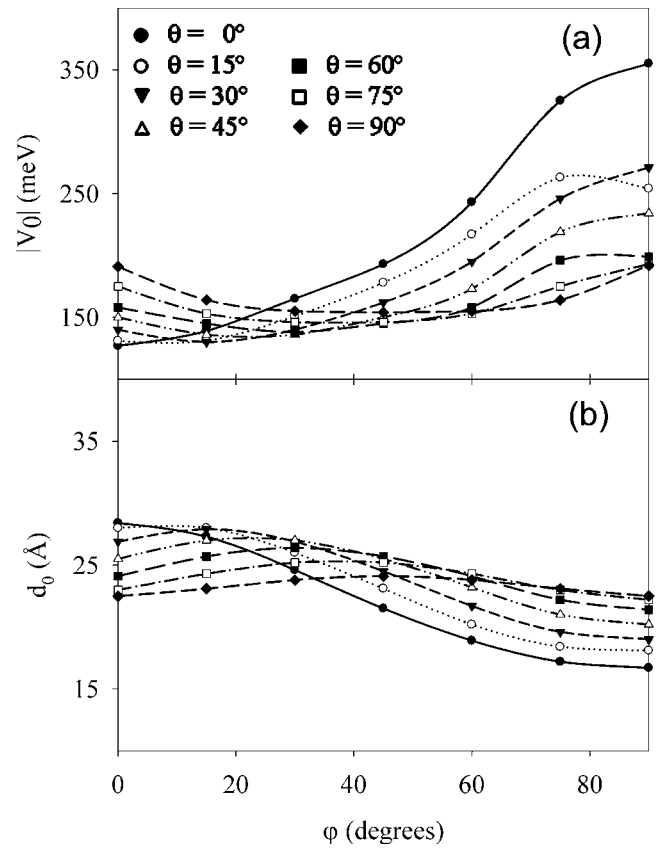 (a)
θ = 0°
θ = 15°
θ = 60°
θ = 30°
θ = 75°
θ = 45°
θ = 90°
350
250
150
|V0| (meV)
(b)
35
25
15
d0 (Å)
0 20 40 60 80
φ (degrees)